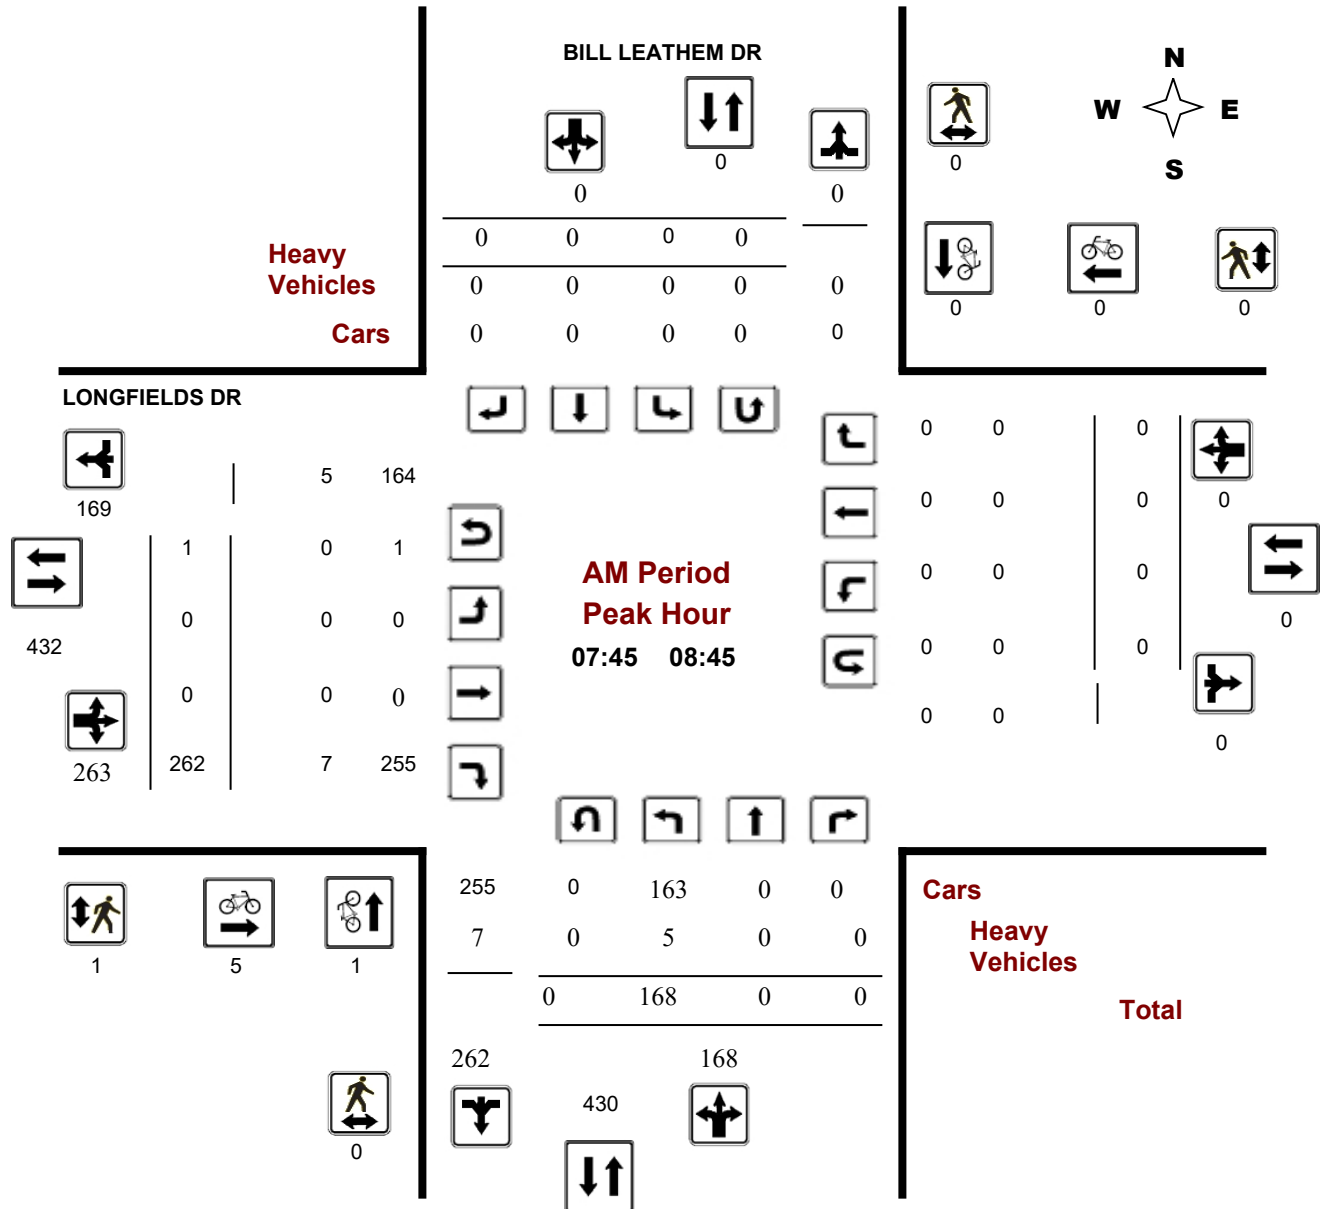 BILL LEATHEM DR
N
W E
S
0
0
0 0
0 0 0 0
Heavy
Vehicles
0 0 0 0 0
0 0 0
Cars
0 0 0 0 0
LONGFIELDS DR
0 0 0
5 164
169
0 0 0 0
1 0 1
AM Period
0 0 0
Peak Hour
0 0 0
0
432
07:45 08:45
0 0 0
0 0 0
0 0
0
263 262 7 255
255 0 163 0 0
Cars
7 0 5 0 0
Heavy
Vehicles
1 5 1
0 168 0 0
Total
262 168
430
0